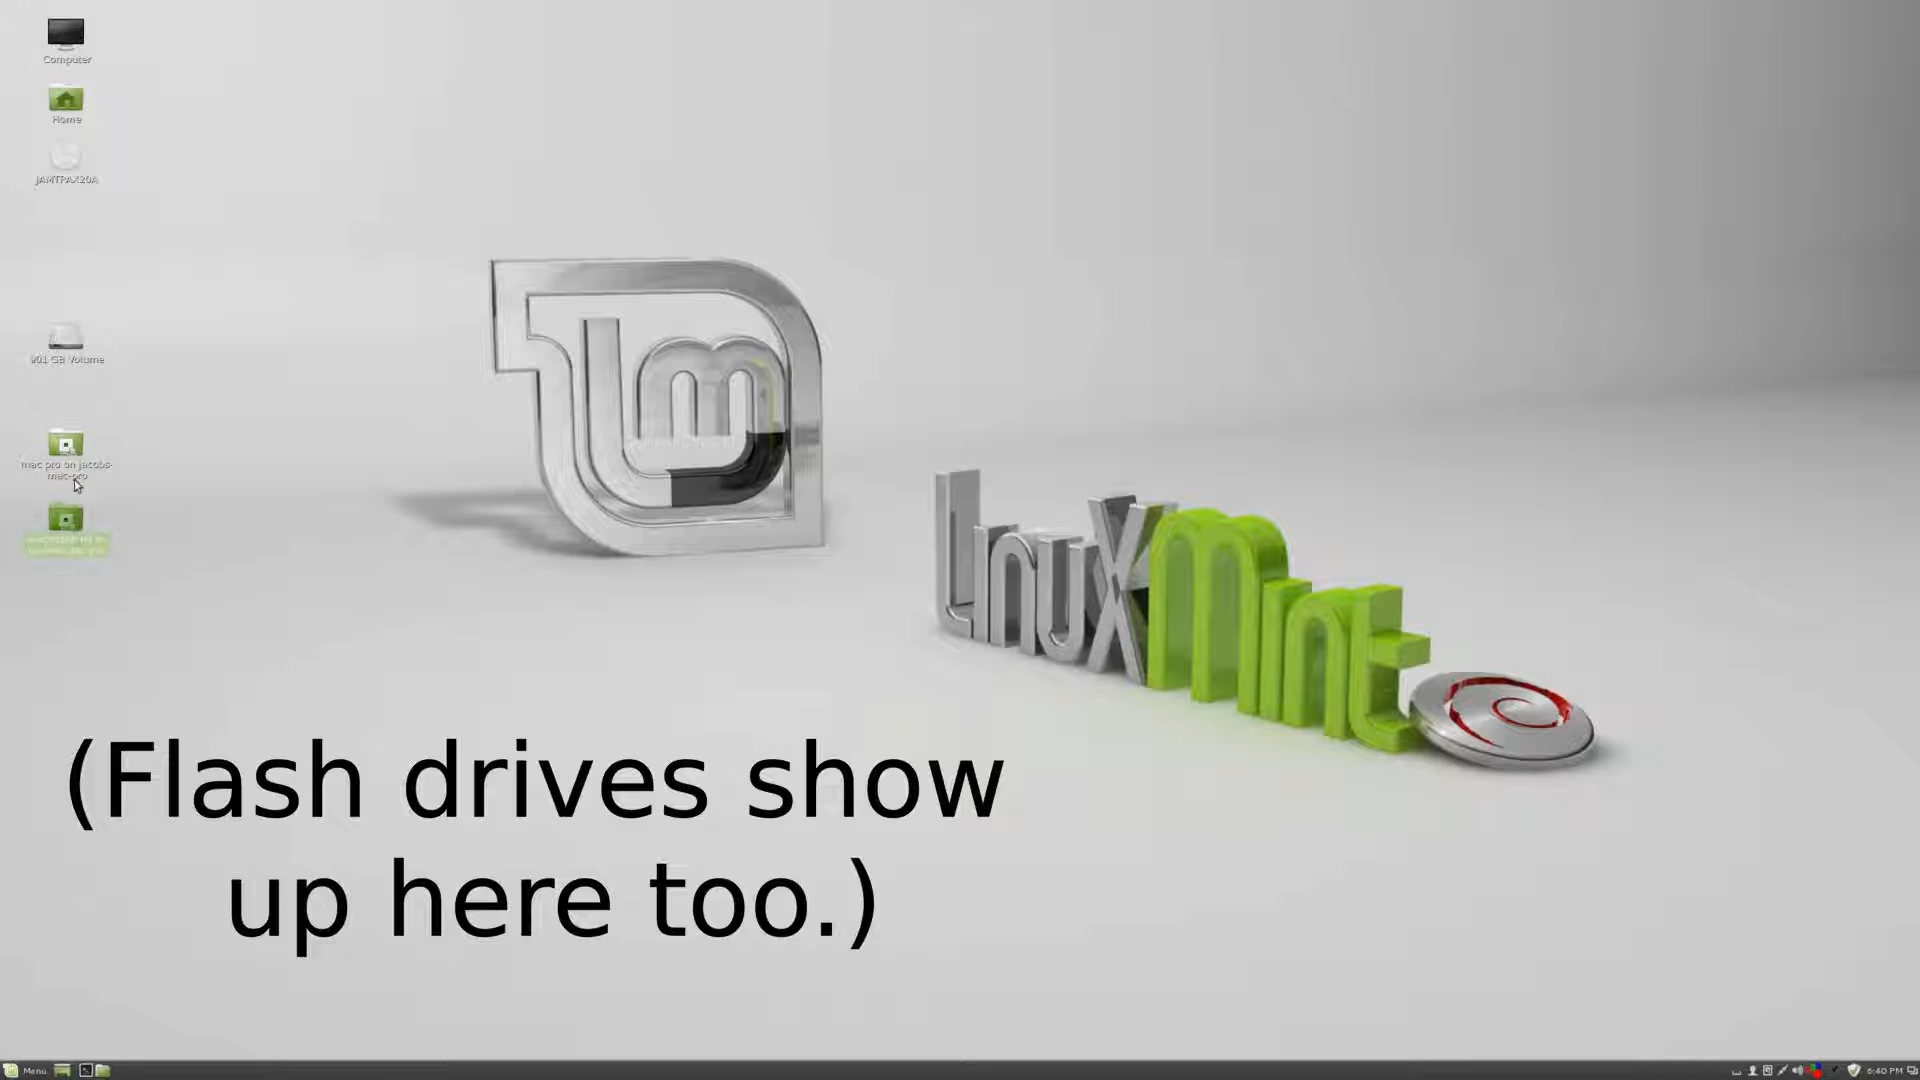 Computer
Home
JAMTPAX20A
901 GB Volume
mac pro on jacobs-
mac-pro
Linux Mint
(Flash drives show
up here too.)
Menu
6:40 PM